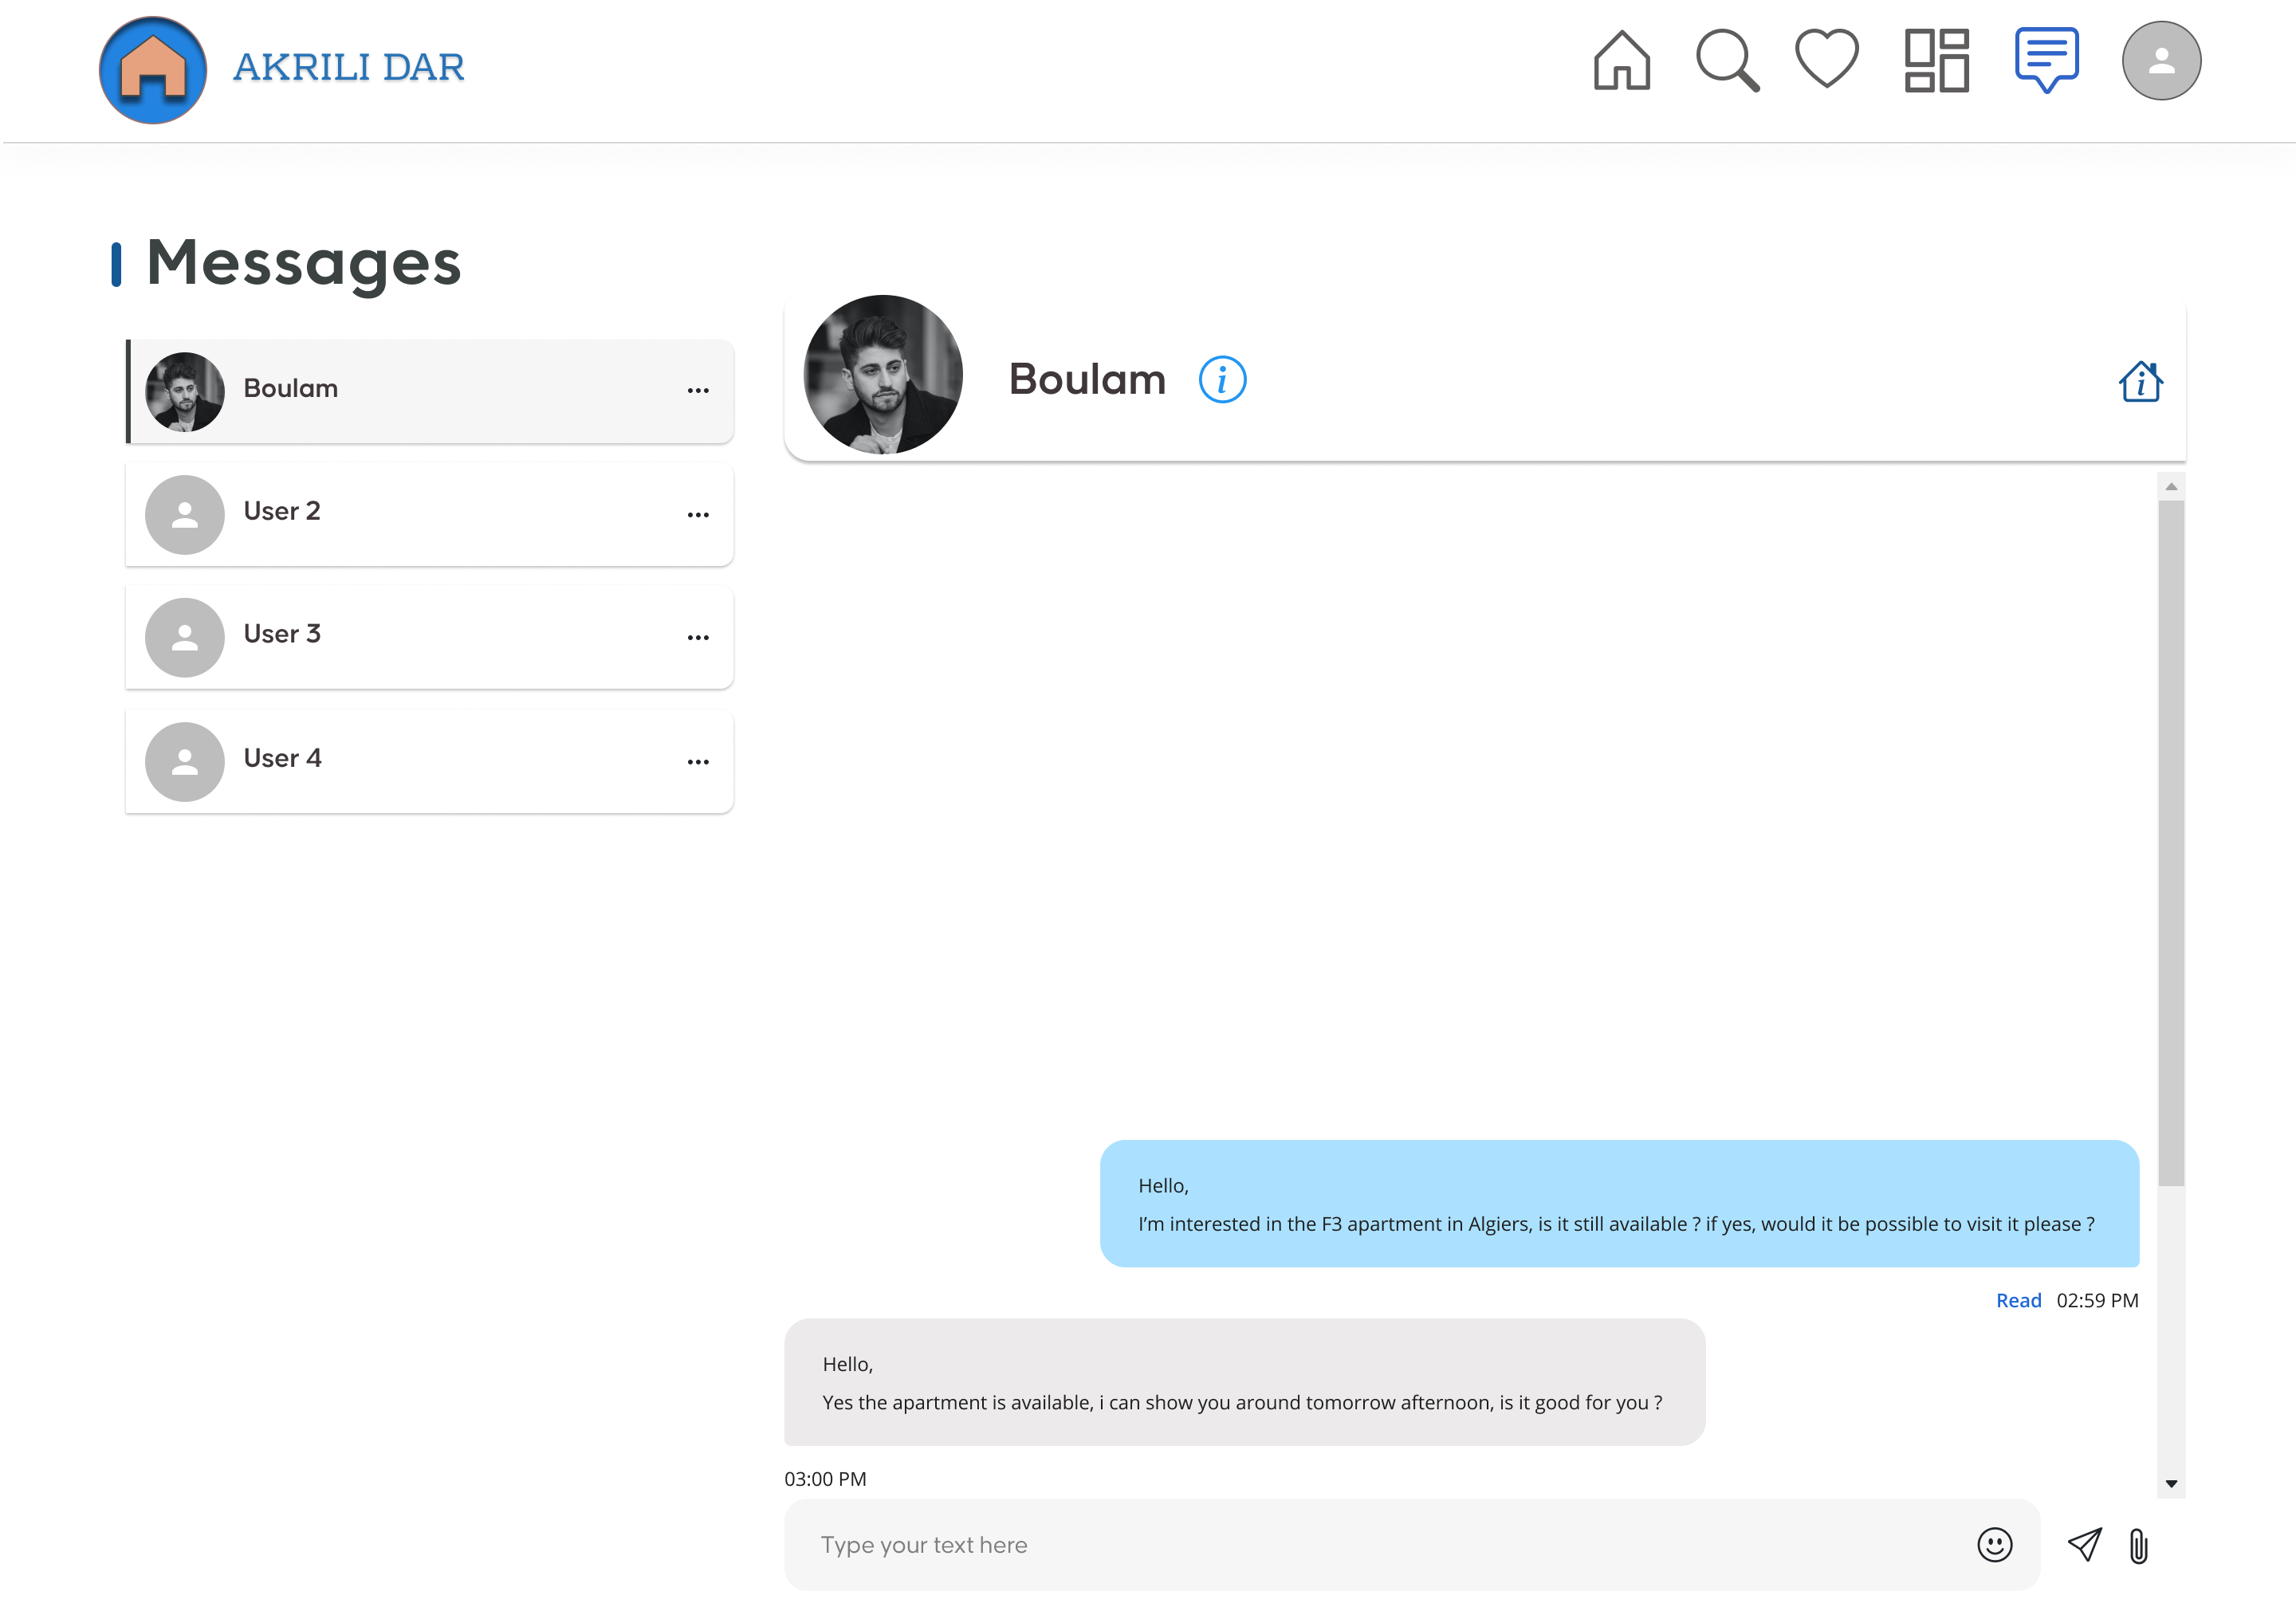 AKRILI DAR
Messages
Boulam
User 2
User 3
User 4
Boulam
Hello,
I'm interested in the F3 apartment in Algiers, is it still available ? if yes, would it be possible to visit it please ?
Read 02:59 PM
Hello,
Yes the apartment is available, i can show you around tomorrow afternoon, is it good for you ?
03:00 PM
Type your text here